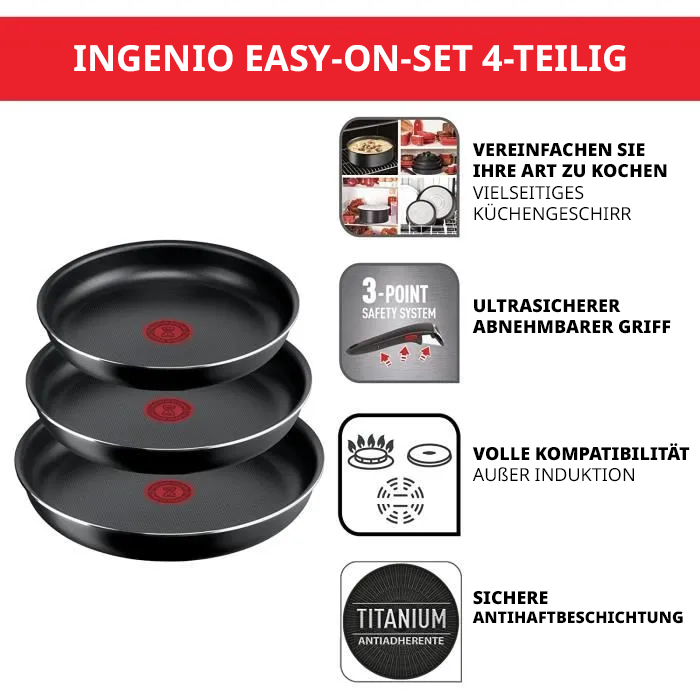 INGENIO EASY-ON-SET 4-TEILIG
VEREINFACHEN SIE
IHRE ART ZU KOCHEN
VIELSEITIGES
KÜCHENGESCHIRR
3-POINT
SAFETY SYSTEM
ULTRASICHERER
ABNEHMBARER GRIFF
VOLLE KOMPATIBILITÄT
AUßER INDUKTION
TITANIUM
ANTIADHERENTE
SICHERE
ANTIHAFTBESCHICHTUNG